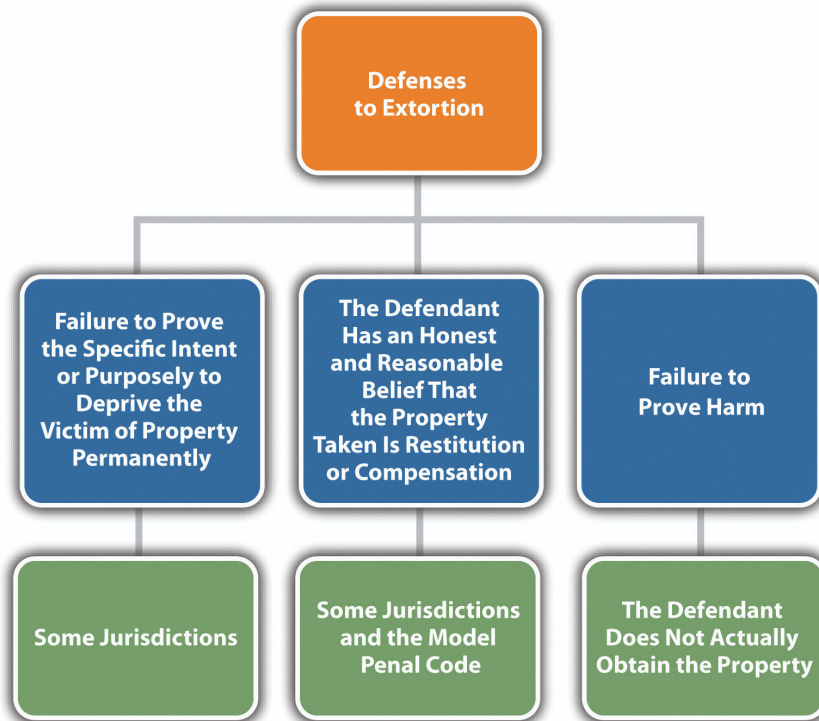 Defenses
to Extortion
Failure to Prove
the Specific Intent
or Purposely to
Deprive the
Victim of Property
Permanently
The Defendant
Has an Honest
and Reasonable
Belief That
the Property
Taken Is Restitution
or Compensation
Failure to
Prove Harm
Some Jurisdictions
Some Jurisdictions
and the Model
Penal Code
The Defendant
Does Not Actually
Obtain the Property